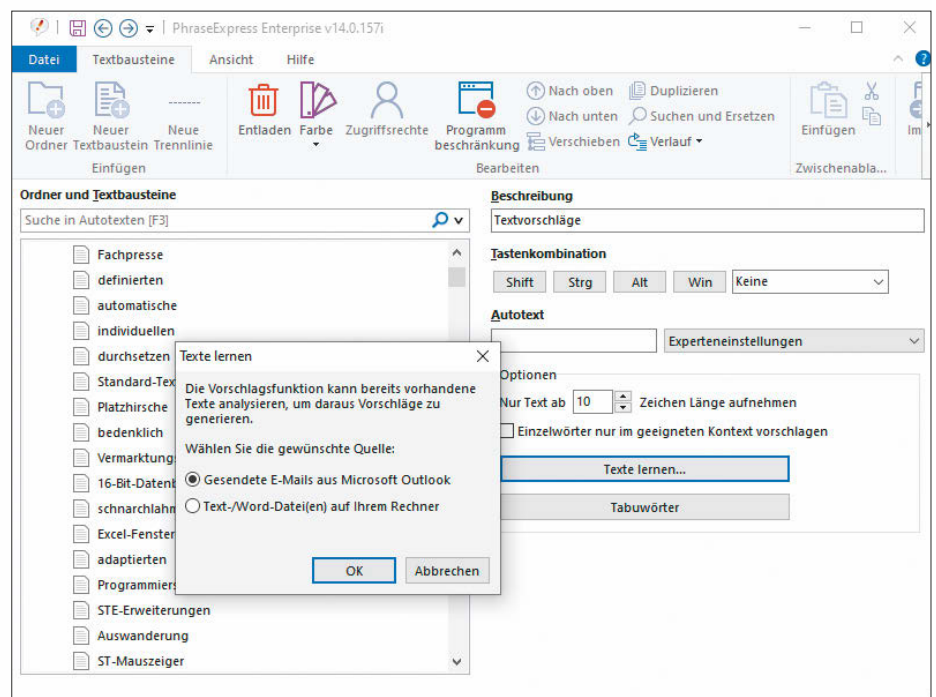 PhraseExpress Enterprise v14.0.157i
Datei Textbausteine Ansicht Hilfe
Neuer Ordner
Neuer Textbaustein
Neue Trennlinie
Einfügen
Entladen
Farbe
Zugriffsrechte
Programm beschränkung
Nach oben
Nach unten
Verschieben
Duplizieren
Suchen und Ersetzen
Verlauf
Bearbeiten
Einfügen
Im
Zwischenabla...
Ordner und Textbausteine
Suche in Autotexten [F3]
Fachpresse
definierten
automatische
individuellen
durchsetzen
Standard-Tex
Platzhirsche
bedenklich
Vermarktung
16-Bit-Datenb
schnarchlahm
Excel-Fenster
adaptierten
Programmiers
STE-Erweiterungen
Auswanderung
ST-Mauszeiger
Texte lernen
Die Vorschlagsfunktion kann bereits vorhandene
Texte analysieren, um daraus Vorschläge zu
generieren.
Wählen Sie die gewünschte Quelle:
Gesendete E-Mails aus Microsoft Outlook
Text-/Word-Datei(en) auf Ihrem Rechner
OK Abbrechen
Beschreibung
Textvorschläge
Tastenkombination
Shift Strg Alt Win Keine
Autotext
Experteneinstellungen
Optionen
Nur Text ab 10 Zeichen Länge aufnehmen
Einzelwörter nur im geeigneten Kontext vorschlagen
Texte lernen...
Tabuwörter